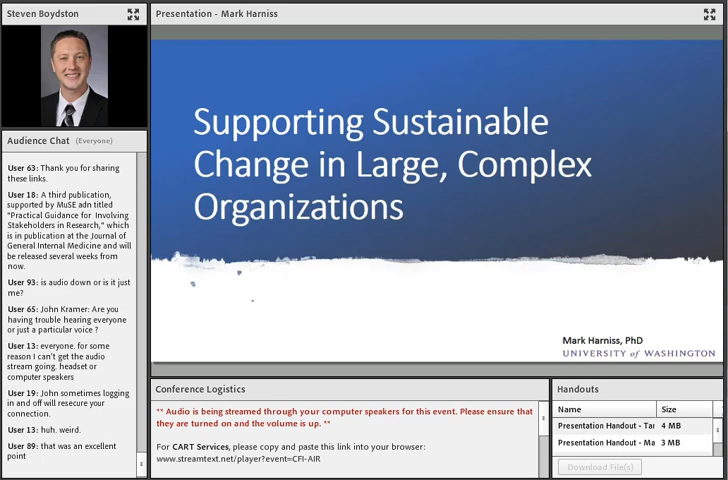 Steven Boydston
Presentation - Mark Harniss
Audience Chat (Everyone)
User 63: Thank you for sharing
these links.
User 18: A third publication,
supported by MuSE adn titled
"Practical Guidance for Involving
Stakeholders in Research," which
is in publication at the Journal of
General Internal Medicine and will
be released several weeks from
now.
User 93: is audio down or is it just
me?
User 65: John Kramer: Are you
having trouble hearing everyone
or just a particular voice ?
User 13: everyone. for some
reason I can't get the audio
stream going. headset or
computer speakers
User 19: John sometimes logging
in and off will resecure your
connection.
User 13: huh. weird.
User 89: that was an excellent
point
Supporting Sustainable
Change in Large, Complex
Organizations
Mark Harniss, PhD
UNIVERSITY of WASHINGTON
Conference Logistics
** Audio is being streamed through your computer speakers for this event. Please ensure that
they are turned on and the volume is up. **
For CART Services, please copy and paste this link into your browser:
www.streamtext.net/player?event=CFI-AIR
Handouts
Name Size
Presentation Handout - Tar 4 MB
Presentation Handout - Ma 3 MB
Download File(s)